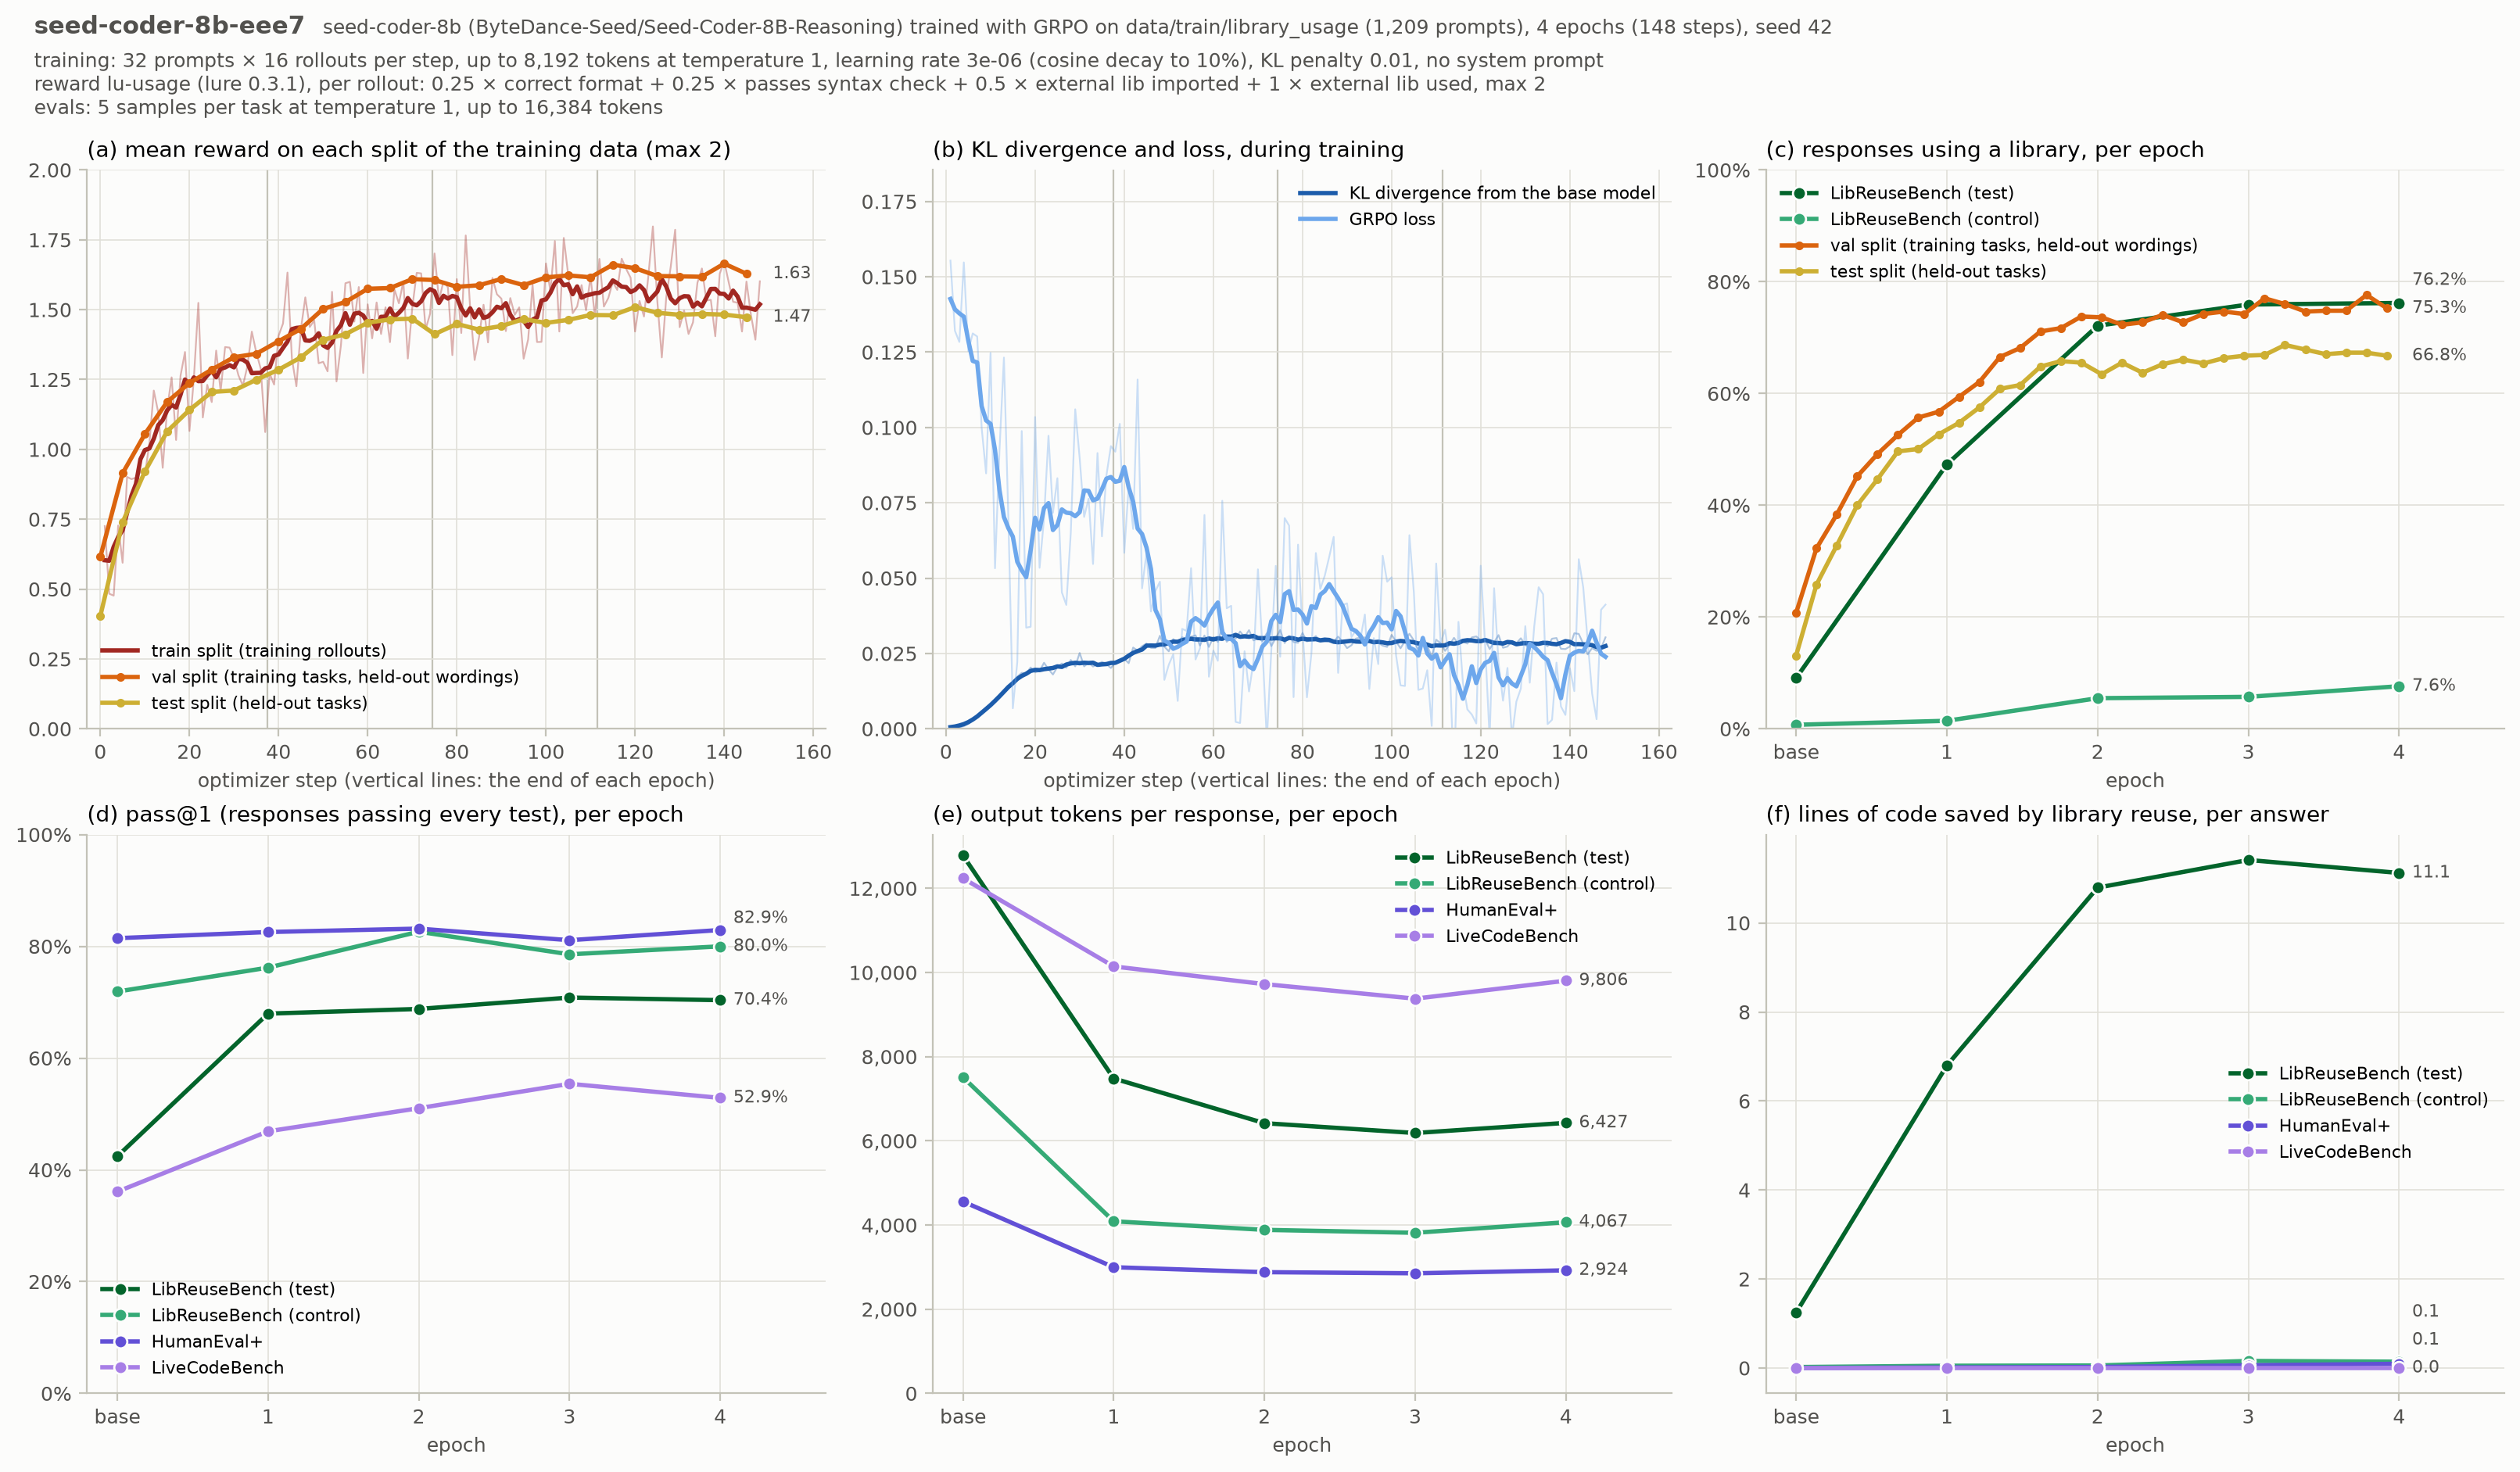 seed-coder-8b-eee7 seed-coder-8b (ByteDance-Seed/Seed-Coder-8B-Reasoning) trained with GRPO on data/train/library_usage (1,209 prompts), 4 epochs (148 steps), seed 42
training: 32 prompts × 16 rollouts per step, up to 8,192 tokens at temperature 1, learning rate 3e-06 (cosine decay to 10%), KL penalty 0.01, no system prompt
reward lu-usage (lure 0.3.1), per rollout: 0.25 × correct format + 0.25 × passes syntax check + 0.5 × external lib imported + 1 × external lib used, max 2
evals: 5 samples per task at temperature 1, up to 16,384 tokens
(a) mean reward on each split of the training data (max 2)
2.00
1.75
1.50
1.25
1.00
0.75
0.50
0.25
0.00
1.63
1.47
train split (training rollouts)
val split (training tasks, held-out wordings)
test split (held-out tasks)
0 20 40 60 80 100 120 140 160
optimizer step (vertical lines: the end of each epoch)
(b) KL divergence and loss, during training
KL divergence from the base model
GRPO loss
0.175
0.150
0.125
0.100
0.075
0.050
0.025
0.000
0 20 40 60 80 100 120 140 160
optimizer step (vertical lines: the end of each epoch)
(c) responses using a library, per epoch
100%
80%
60%
40%
20%
0%
LibReuseBench (test)
LibReuseBench (control)
val split (training tasks, held-out wordings)
test split (held-out tasks)
76.2%
75.3%
66.8%
7.6%
base 1 2 3 4
epoch
(d) pass@1 (responses passing every test), per epoch
100%
80%
60%
40%
20%
0%
82.9%
80.0%
70.4%
52.9%
LibReuseBench (test)
LibReuseBench (control)
HumanEval+
LiveCodeBench
base 1 2 3 4
epoch
(e) output tokens per response, per epoch
LibReuseBench (test)
LibReuseBench (control)
HumanEval+
LiveCodeBench
12,000
10,000
8,000
6,000
4,000
2,000
0
9,806
6,427
4,067
2,924
base 1 2 3 4
epoch
(f) lines of code saved by library reuse, per answer
10
8
6
4
2
0
11.1
LibReuseBench (test)
LibReuseBench (control)
HumanEval+
LiveCodeBench
0.1
0.1
0.0
base 1 2 3 4
epoch